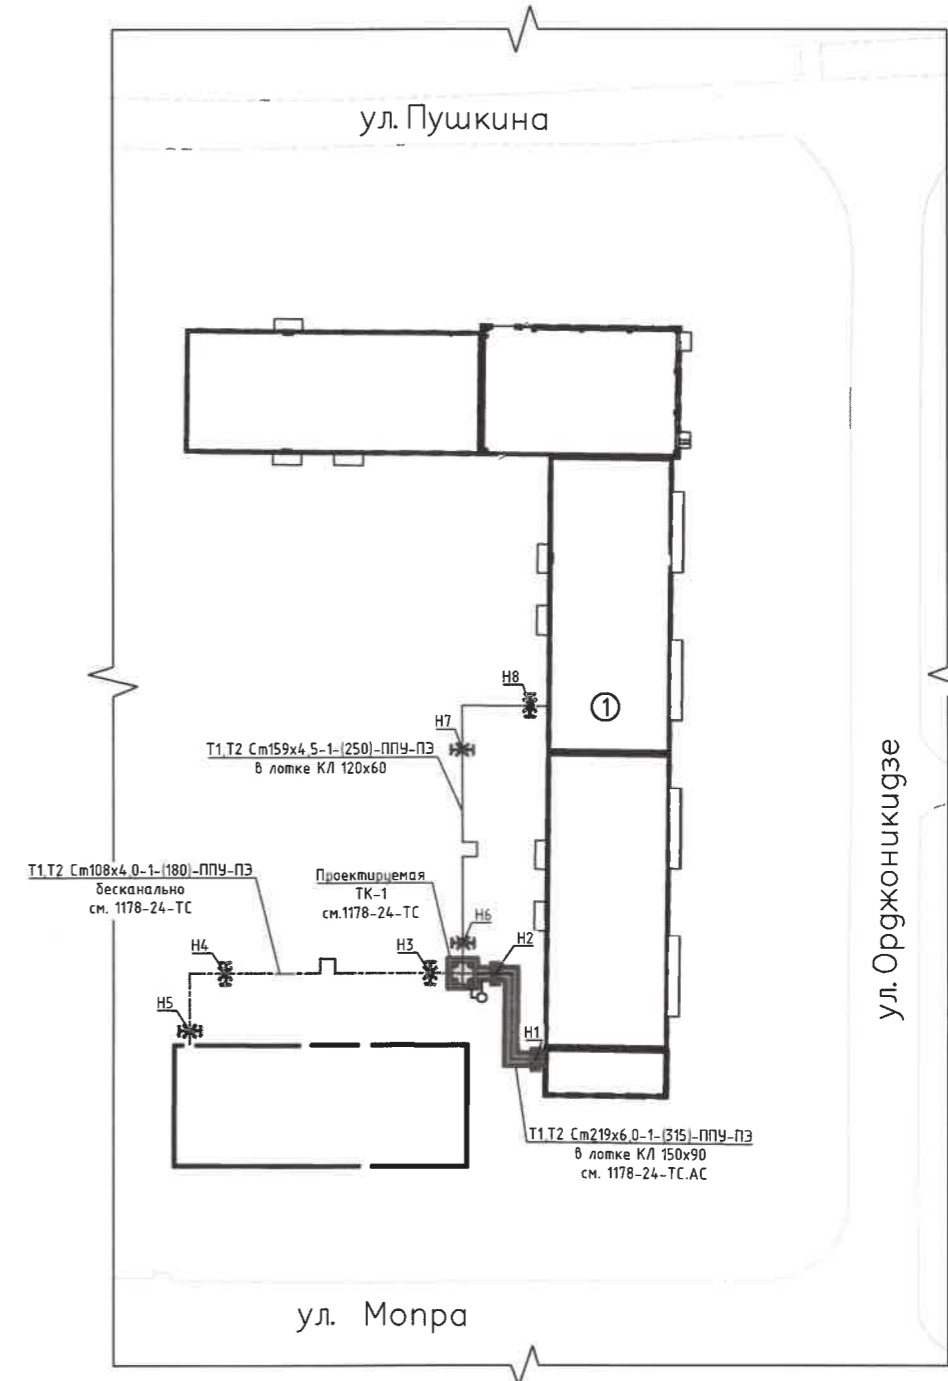 ул. Пушкина
Н8
1
Н7
Т1,Т2 Ст159х4,5-1-(250)-ППУ-ПЭ
в лотке КЛ 120х60
ул. Орджоникидзе
Т1,Т2 Ст108х4,0-1-(180)-ППУ-ПЭ
бесканально
см. 1178-24-ТС
Проектируемая
ТК-1
см.1178-24-ТС
Н6
Н2
Н4
Н3
Н5
Н1
Т1,Т2 Ст219х6,0-1-(315)-ППУ-ПЭ
в лотке КЛ 150х90
см. 1178-24-ТС.АС
ул. Мопра